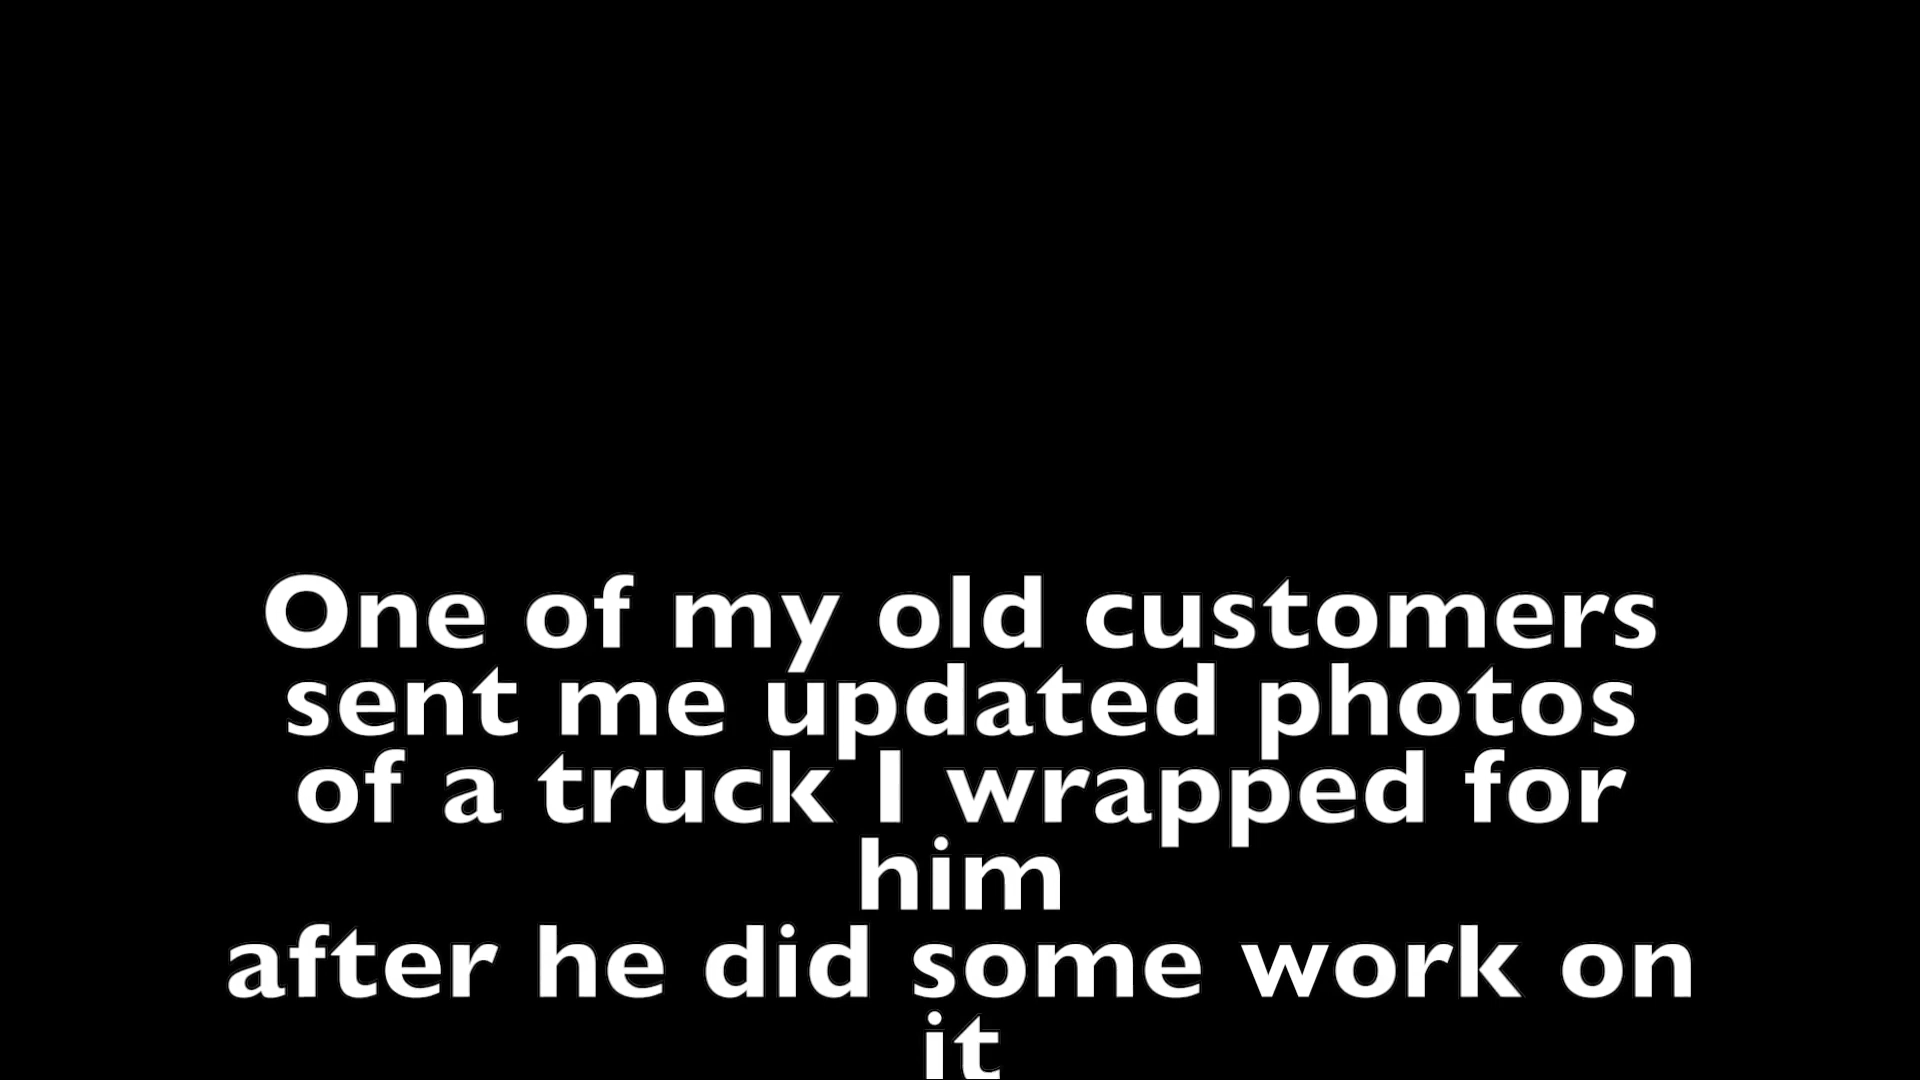 One of my old customers
sent me updated photos
of a truck I wrapped for
him
after he did some work on
it